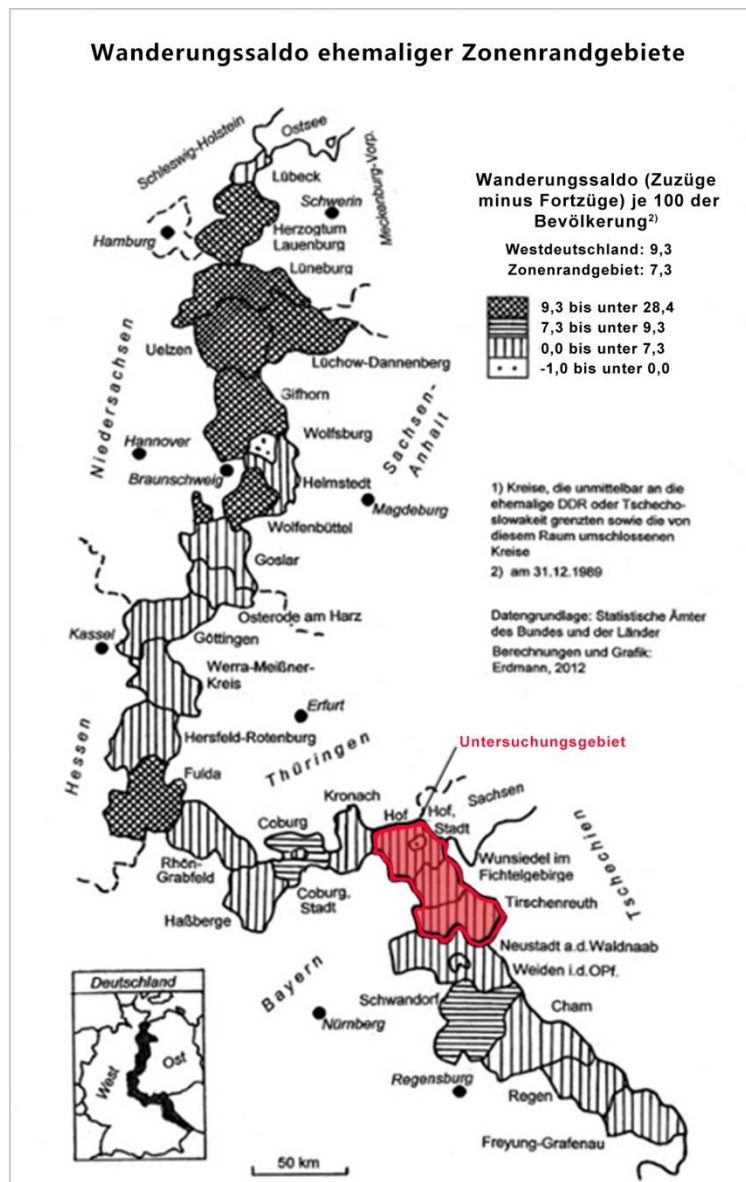 Wanderungssaldo ehemaliger Zonenrandgebiete
Schleswig-Holstein
Ostsee
Mecklenburg-Vorp.
Lübeck
Schwerin
Hamburg
Herzogtum
Lauenburg
Lüneburg
Uelzen
Lüchow-Dannenberg
Niedersachsen
Gifhorn
Sachsen-
Anhalt
Hannover
Wolfsburg
Braunschweig
Helmstedt
Magdeburg
Wolfenbüttel
Goslar
Osterode am Harz
Kassel
Göttingen
Werra-Meißner-
Kreis
Erfurt
Hessen
Hersfeld-Rotenburg
Thüringen
Fulda
Wanderungssaldo (Zuzüge
minus Fortzüge) je 100 der
Bevölkerung2)
Westdeutschland: 9,3
Zonenrandgebiet: 7,3
9,3 bis unter 28,4
7,3 bis unter 9,3
0,0 bis unter 7,3
-1,0 bis unter 0,0
1) Kreise, die unmittelbar an die
ehemalige DDR oder Tschecho-
slowakeit grenzten sowie die von
diesem Raum umschlossenen
Kreise
2) am 31.12.1989
Datengrundlage: Statistische Ämter
des Bundes und der Länder
Berechnungen und Grafik:
Erdmann, 2012
Untersuchungsgebiet
Sachsen
Tschechien
Kronach
Hof
Hof,
Stadt
Coburg
Rhön-
Grabfeld
Coburg,
Stadt
Haßberge
Wunsiedel im
Fichtelgebirge
Tirschenreuth
Neustadt a.d.Waldnaab
Weiden i.d.OPf.
Bayern
Schwandorf
Cham
Nürnberg
Regensburg
Regen
Freyung-Grafenau
Deutschland
West
Ost
50 km